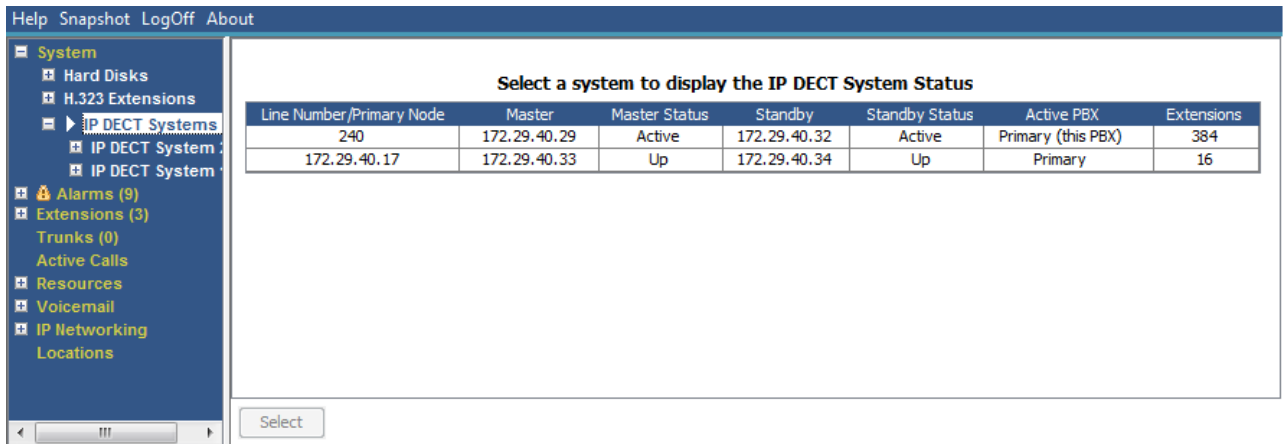 Help Snapshot LogOff About
System
Hard Disks
H.323 Extensions
IP DECT Systems
IP DECT System
IP DECT System
Alarms (9)
Extensions (3)
Trunks (0)
Active Calls
Resources
Voicemail
IP Networking
Locations
Select a system to display the IP DECT System Status
Line Number/Primary Node Master Master Status Standby Standby Status Active PBX Extensions
240 172.29.40.29 Active 172.29.40.32 Active Primary (this PBX) 384
172.29.40.17 172.29.40.33 Up 172.29.40.34 Up Primary 16
Select